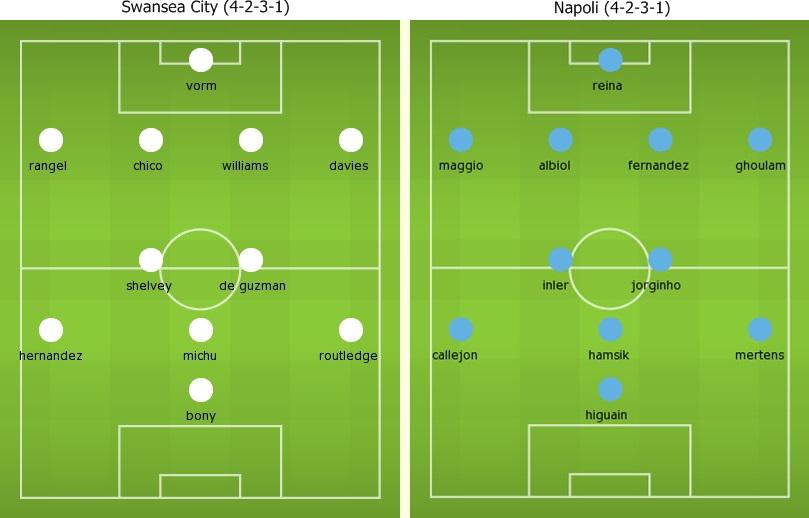 Swansea City (4-2-3-1)
vorm
rangel chico williams davies
shelvey de guzman
hernandez michu routledge
bony
Napoli (4-2-3-1)
reina
maggio albiol fernandez ghoulam
inler jorginho
callejon hamsik mertens
higuain